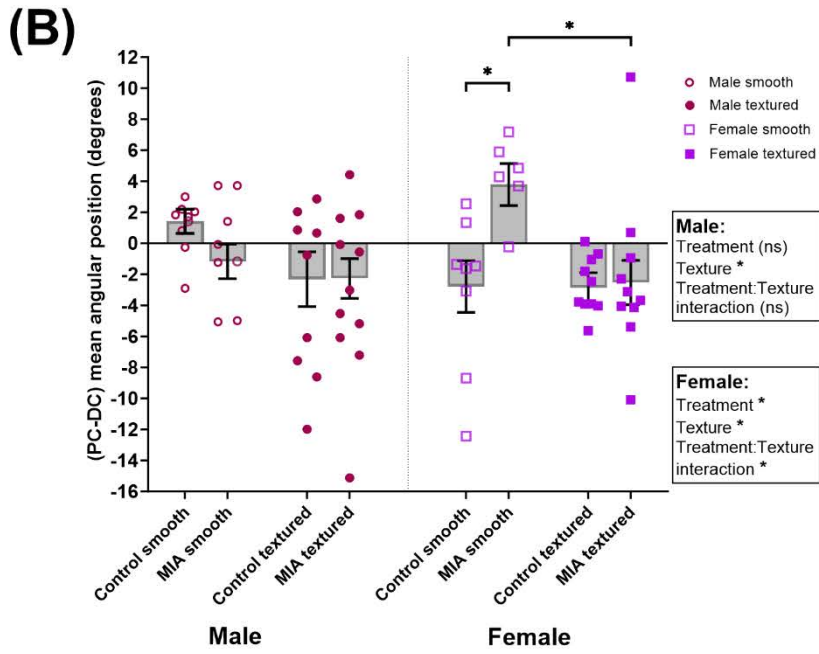 (B)
(PC-DC) mean angular position (degrees)
12
10
8
6
4
2
0
-2
-4
-6
-8
-10
-12
-14
-16
*
*
Male smooth
Male textured
Female smooth
Female textured
Male:
Treatment (ns)
Texture *
Treatment:Texture
interaction (ns)
Female:
Treatment *
Texture *
Treatment:Texture
interaction *
Control smooth
MIA smooth
Control textured
MIA textured
Control smooth
MIA smooth
Control textured
MIA textured
Male
Female